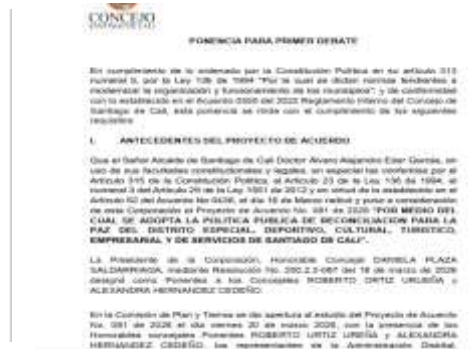 CONCEJO
PONENCIA PARA PRIMER DEBATE
En cumplimiento de lo ordenado por la Constitución Política en su artículo 313
numeral 5, por la Ley 136 de 1994 "Por la cual se dictan normas tendientes a
modernizar la organización y funcionamiento de los municipios"; y de conformidad
con lo establecido en el Acuerdo 0550 del 2022 Reglamento Interno del Concejo de
Santiago de Cali, esta ponencia se rinde con el cumplimiento de los siguientes
requisitos:
I. ANTECEDENTES DEL PROYECTO DE ACUERDO
Que el Señor Alcalde de Santiago de Cali Doctor Alvaro Alejandro Eder Garcés, en
uso de sus facultades constitucionales y legales, en especial las conferidas por el
Artículo 315 de la Constitución Política, el Artículo 23 de la Ley 136 de 1994, el
numeral 3 del Artículo 29 de la Ley 1551 de 2012 y en virtud de lo establecido en el
Artículo 92 del Acuerdo No 0436, el día 16 de Marzo radicó y puso a consideración
de esta Corporación el Proyecto de Acuerdo No. 081 de 2026 "POR MEDIO DEL
CUAL SE ADOPTA LA POLÍTICA PÚBLICA DE RECONCILIACIÓN PARA LA
PAZ DEL DISTRITO ESPECIAL, DEPORTIVO, CULTURAL, TURÍSTICO,
EMPRESARIAL Y DE SERVICIOS DE SANTIAGO DE CALI".
La Presidente de la Corporación, Honorable Concejal DANIELA PLAZA
SALDARRIAGA, mediante Resolución No. 200.2.2-087 del 18 de marzo de 2026
designó como Ponentes a los Concejales ROBERTO ORTIZ URUEÑA y
ALEXANDRA HERNANDEZ CEDEÑO.
En la Comisión de Plan y Tierras se dio apertura al estudio del Proyecto de Acuerdo
No. 081 de 2026 el día viernes 20 de marzo 2026, con la presencia de los
Honorables concejales Ponentes ROBERTO ORTIZ UREÑA y ALEXANDRA
HERNANDEZ CEDEÑO, los representantes de la Administración Distrital,